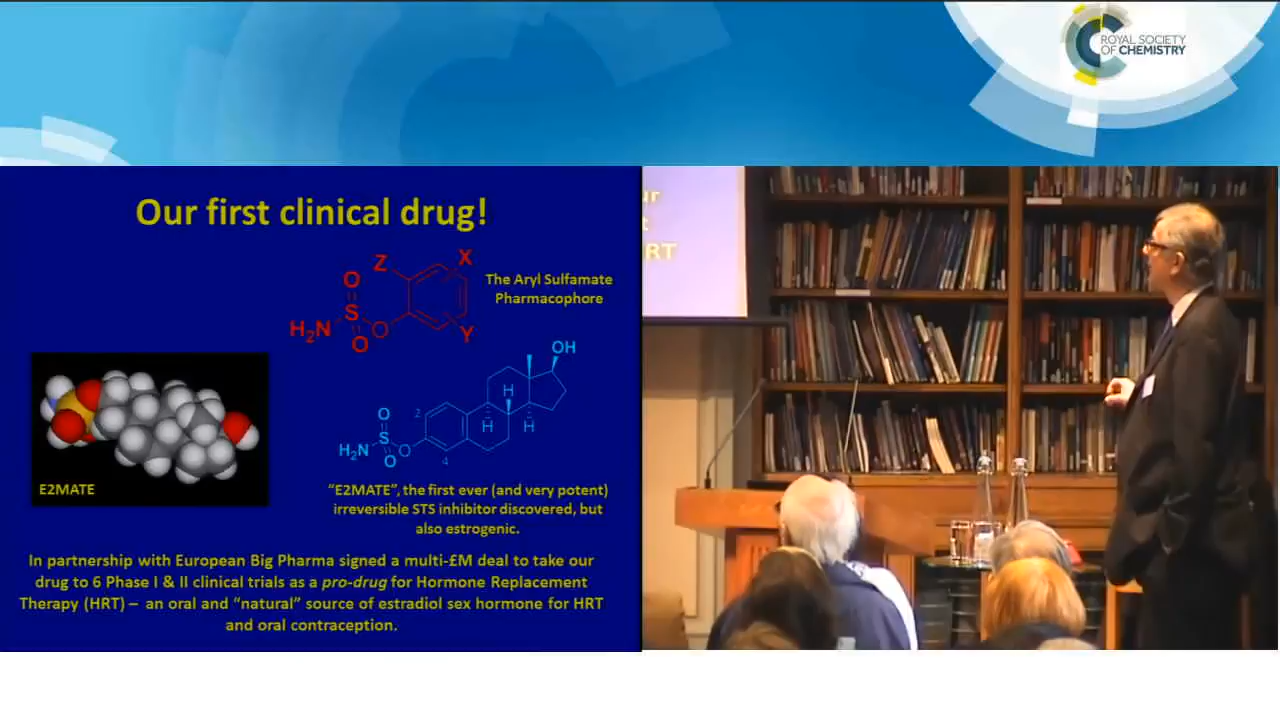 ROYAL SOCIETY
OF CHEMISTRY
Our first clinical drug!
Z
X
O
S
H2N
O
O
Y
The Aryl Sulfamate
Pharmacophore
OH
H
H
H
O
S
H2N
O
O
2
4
E2MATE
“E2MATE”, the first ever (and very potent)
irreversible STS inhibitor discovered, but
also estrogenic.
In partnership with European Big Pharma signed a multi-£M deal to take our
drug to 6 Phase I & II clinical trials as a pro-drug for Hormone Replacement
Therapy (HRT) – an oral and “natural” source of estradiol sex hormone for HRT
and oral contraception.
ur
t
RT